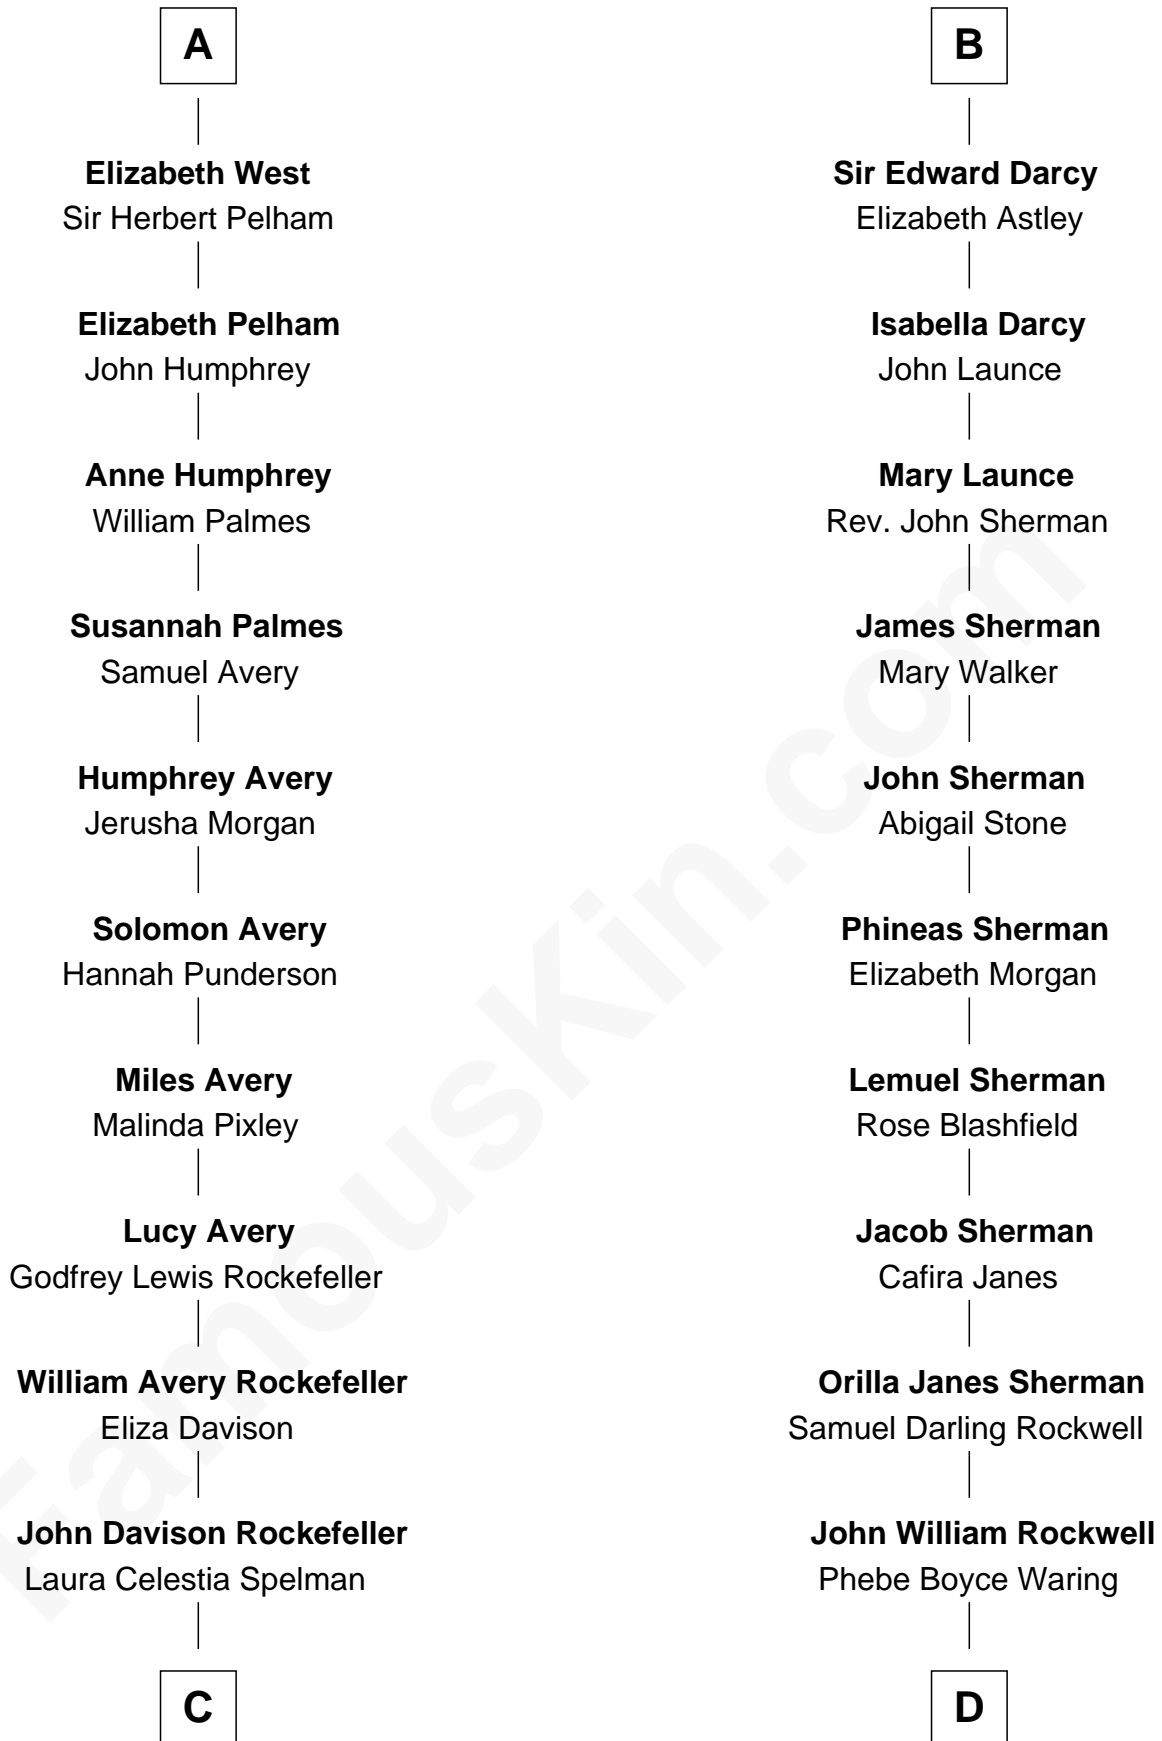 A
Elizabeth West
Sir Herbert Pelham
Elizabeth Pelham
John Humphrey
Anne Humphrey
William Palmes
Susannah Palmes
Samuel Avery
Humphrey Avery
Jerusha Morgan
Solomon Avery
Hannah Punderson
Miles Avery
Malinda Pixley
Lucy Avery
Godfrey Lewis Rockefeller
William Avery Rockefeller
Eliza Davison
John Davison Rockefeller
Laura Celestia Spelman
C
B
Sir Edward Darcy
Elizabeth Astley
Isabella Darcy
John Launce
Mary Launce
Rev. John Sherman
James Sherman
Mary Walker
John Sherman
Abigail Stone
Phineas Sherman
Elizabeth Morgan
Lemuel Sherman
Rose Blashfield
Jacob Sherman
Cafira Janes
Orilla Janes Sherman
Samuel Darling Rockwell
John William Rockwell
Phebe Boyce Waring
D
FamousKin.com